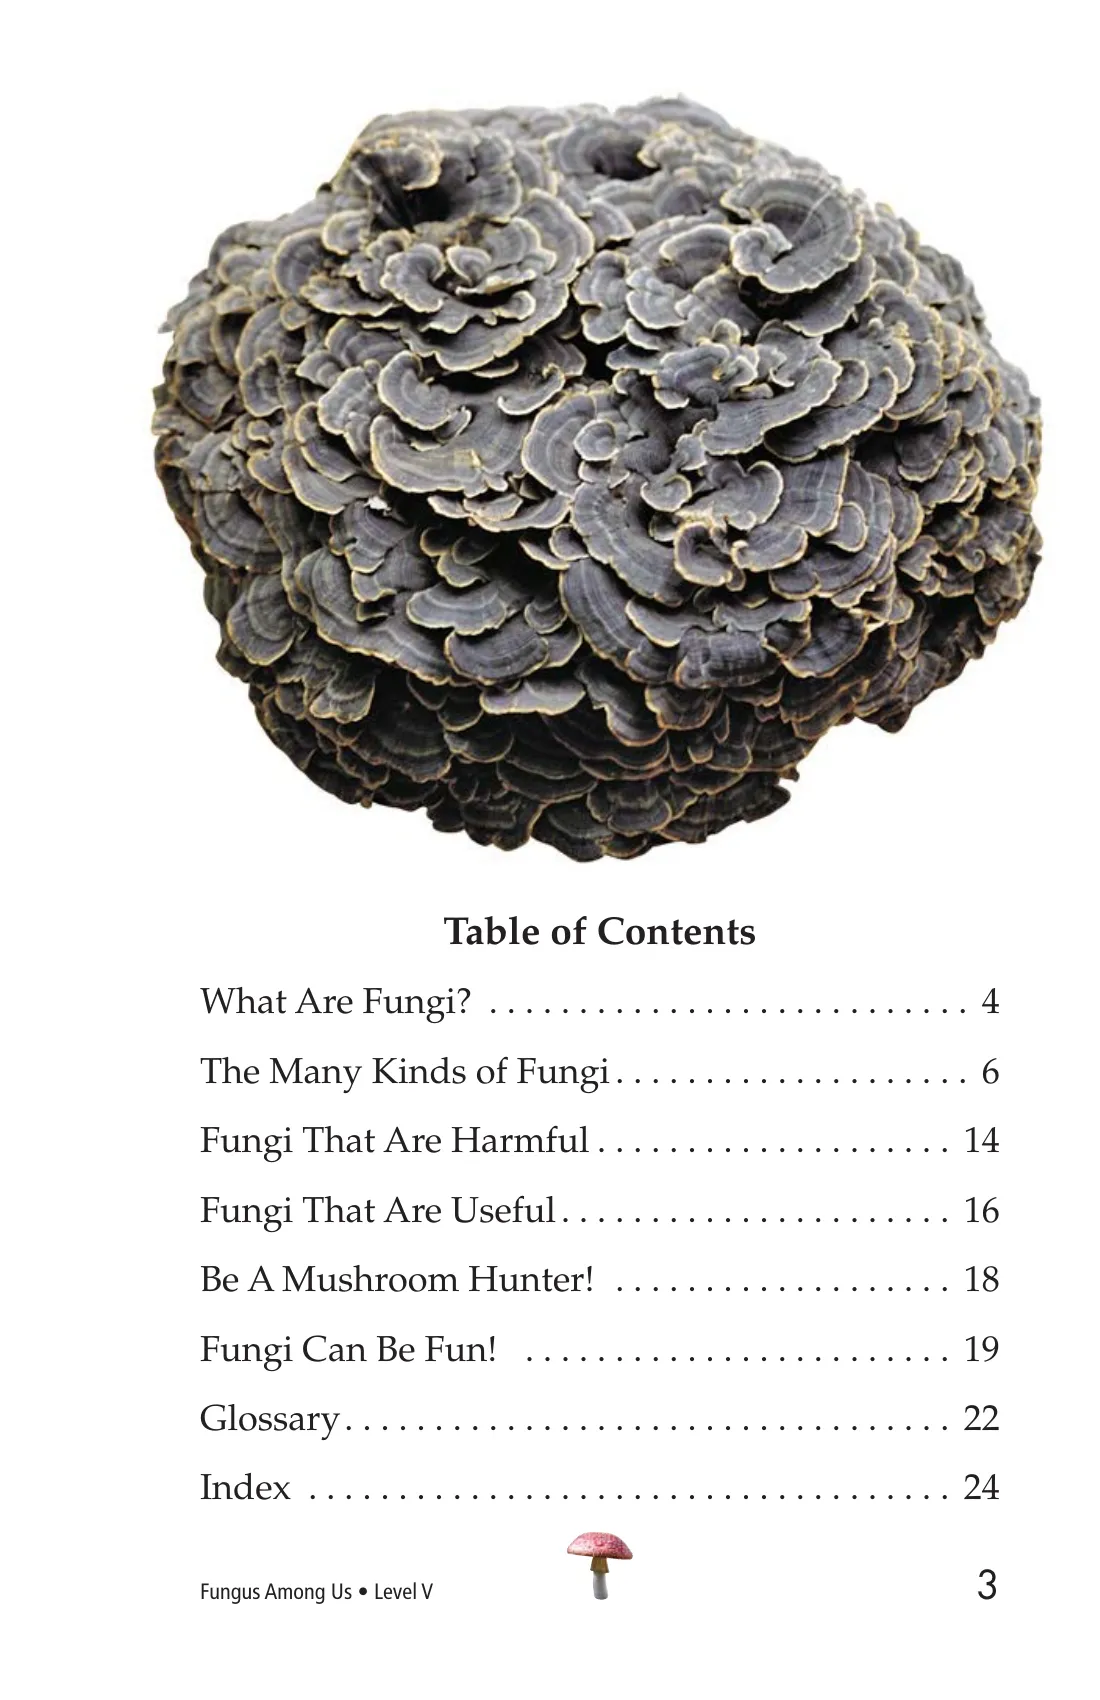 Table of Contents
What Are Fungi? . . . . . . . . . . . . . . . . . . . . . . . . . . . 4
The Many Kinds of Fungi . . . . . . . . . . . . . . . . . . . . 6
Fungi That Are Harmful . . . . . . . . . . . . . . . . . . . . 14
Fungi That Are Useful . . . . . . . . . . . . . . . . . . . . . . 16
Be A Mushroom Hunter! . . . . . . . . . . . . . . . . . . . 18
Fungi Can Be Fun! . . . . . . . . . . . . . . . . . . . . . . . . 19
Glossary . . . . . . . . . . . . . . . . . . . . . . . . . . . . . . . . . . 22
Index . . . . . . . . . . . . . . . . . . . . . . . . . . . . . . . . . . . . 24
Fungus Among Us • Level V 3